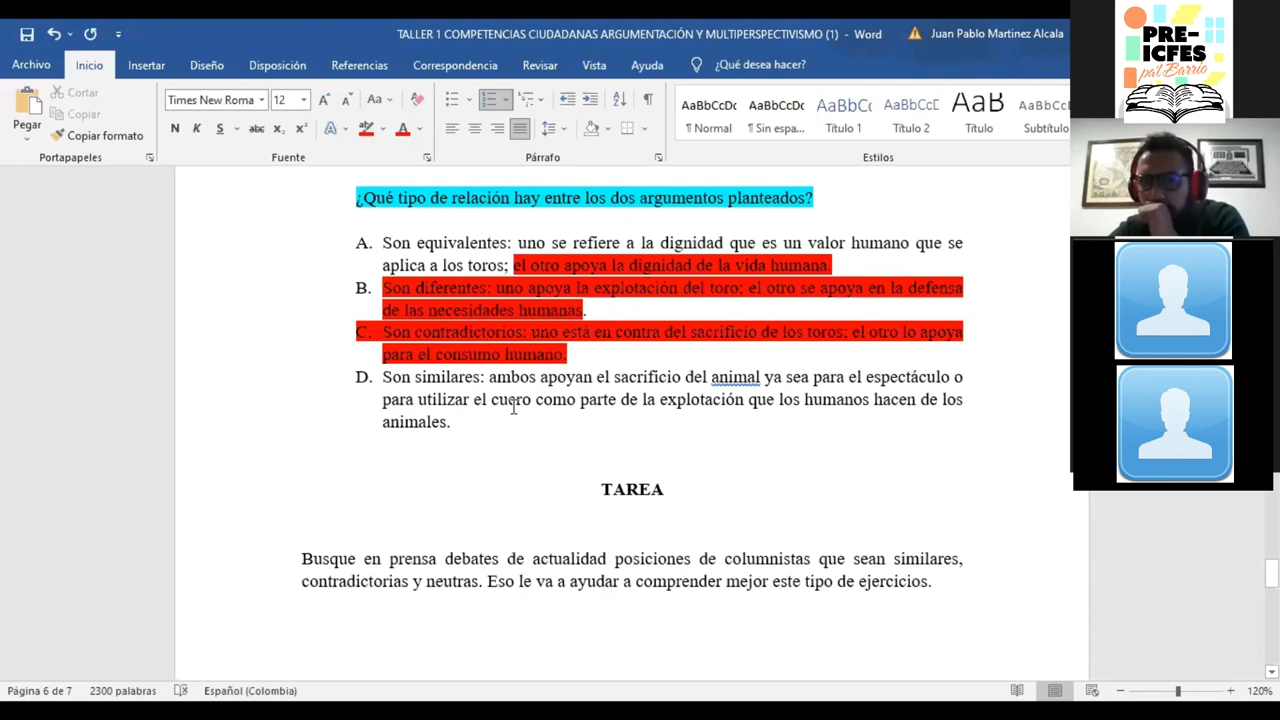 TALLER 1 COMPETENCIAS CIUDADANAS ARGUMENTACIÓN Y MULTIPERSPECTIVISMO (1) - Word
Juan Pablo Martinez Alcala
Archivo Inicio Insertar Diseño Disposición Referencias Correspondencia Revisar Vista Ayuda ¿Qué desea hacer?
Pegar
Cortar
Copiar
Copiar formato
Portapapeles
Times New Roma 12
Aa
N K S abc x₂ x²
Fuente
Párrafo
AaBbCcDc AaBbCcDc AaBbCcD AaBbCcD AaB AaBbCcD
¶ Normal ¶ Sin espa... Título 1 Título 2 Título Subtítulo
Estilos
PRE-
ICFES
pal Barrio
¿Qué tipo de relación hay entre los dos argumentos planteados?
A. Son equivalentes: uno se refiere a la dignidad que es un valor humano que se
aplica a los toros; el otro apoya la dignidad de la vida humana.
B. Son diferentes: uno apoya la explotación del toro; el otro se apoya en la defensa
de las necesidades humanas.
C. Son contradictorios: uno está en contra del sacrificio de los toros; el otro lo apoya
para el consumo humano.
D. Son similares: ambos apoyan el sacrificio del animal ya sea para el espectáculo o
para utilizar el cuero como parte de la explotación que los humanos hacen de los
animales.
TAREA
Busque en prensa debates de actualidad posiciones de columnistas que sean similares,
contradictorias y neutras. Eso le va a ayudar a comprender mejor este tipo de ejercicios.
Página 6 de 7 2300 palabras Español (Colombia) 120%